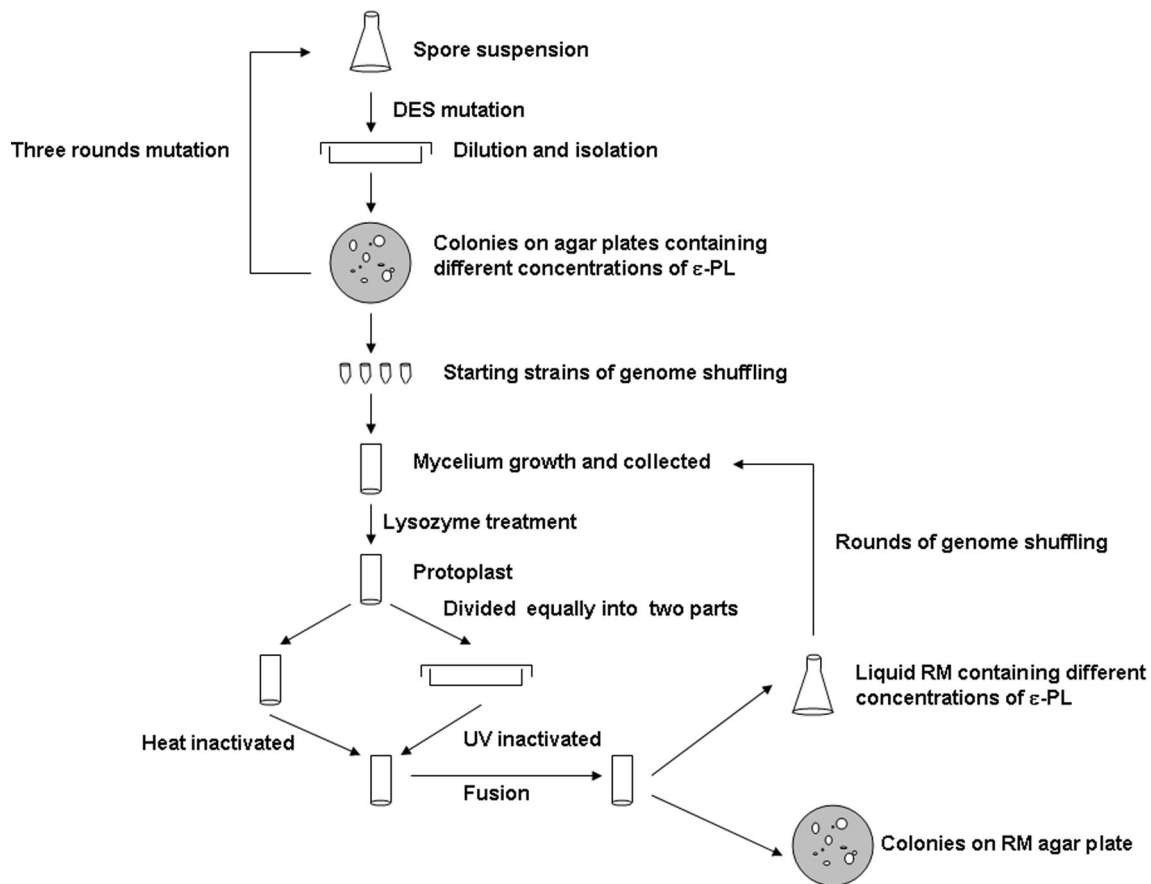 Spore suspension
DES mutation
Three rounds mutation
Dilution and isolation
Colonies on agar plates containing
different concentrations of ε-PL
Starting strains of genome shuffling
Mycelium growth and collected
Lysozyme treatment
Rounds of genome shuffling
Protoplast
Divided equally into two parts
Liquid RM containing different
concentrations of ε-PL
Heat inactivated
UV inactivated
Fusion
Colonies on RM agar plate